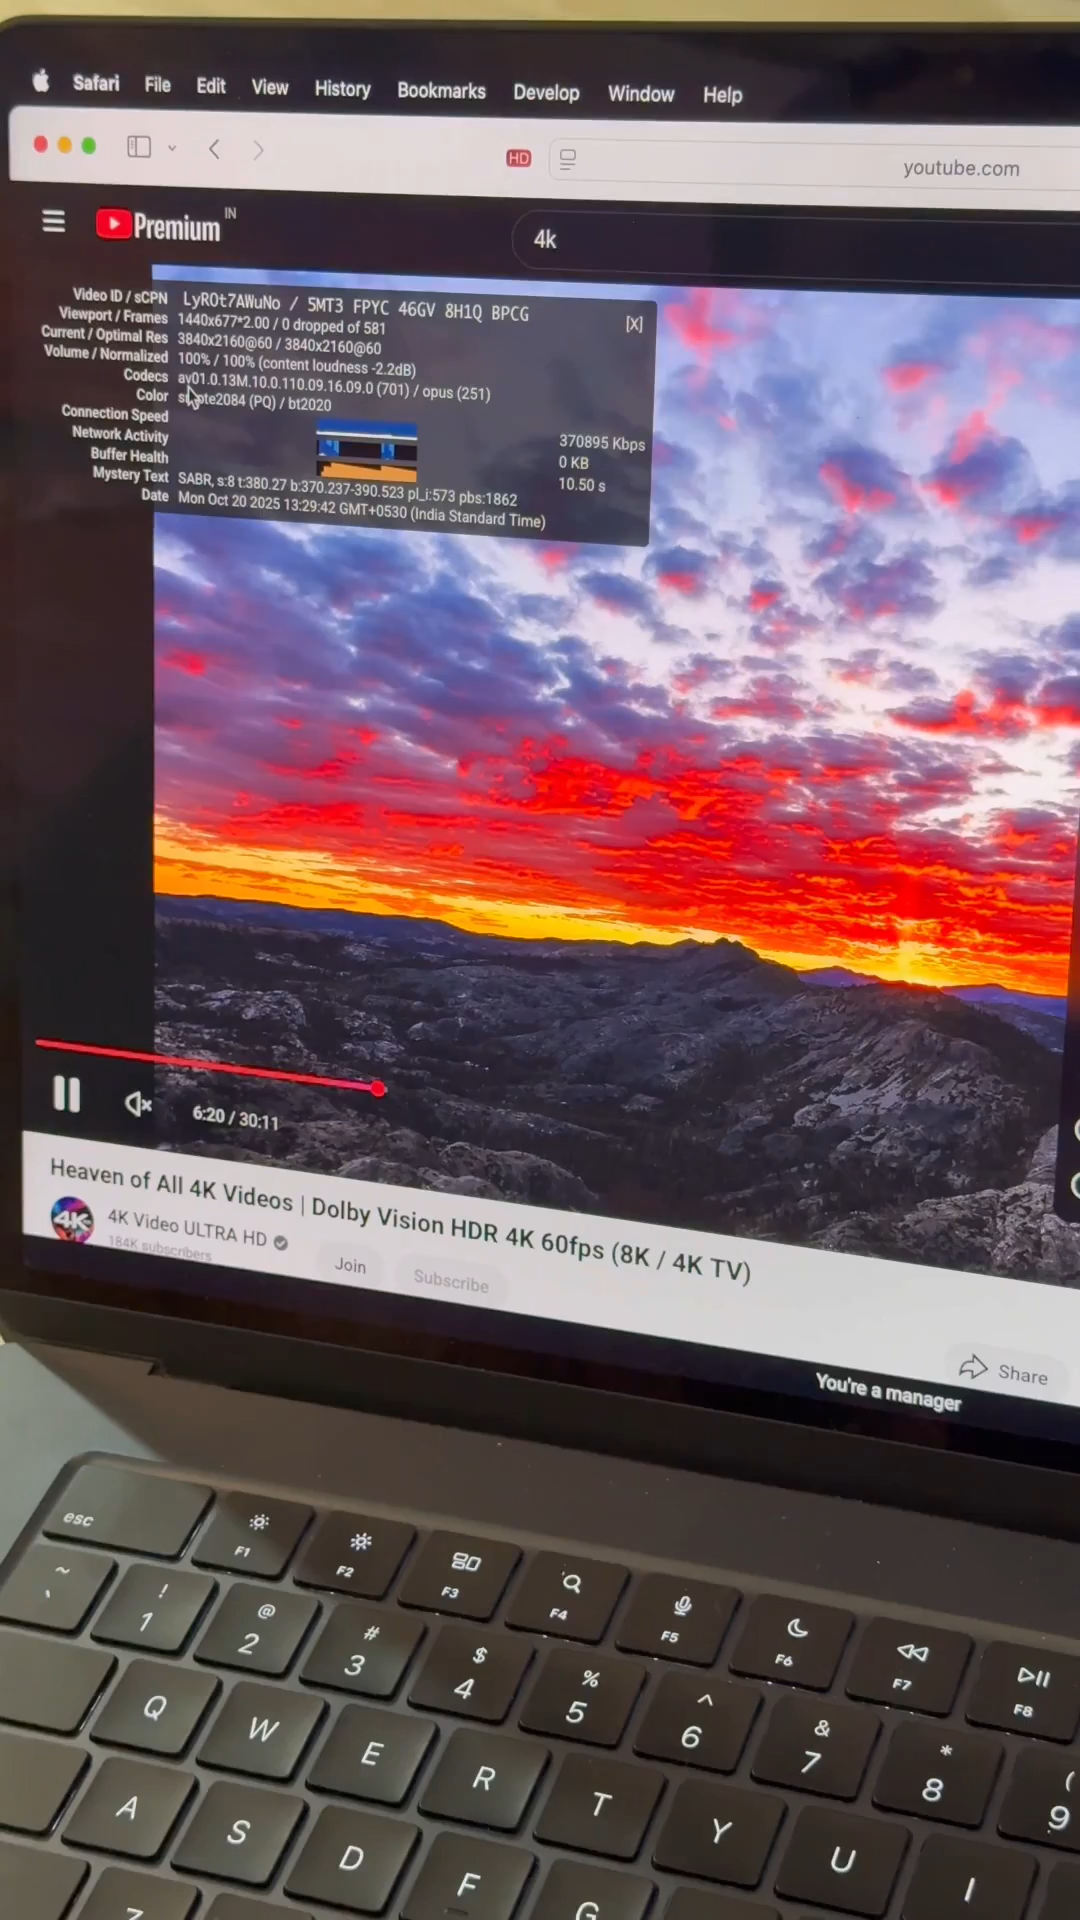 Safari File Edit View History Bookmarks Develop Window Help
HD youtube.com
Premium IN 4k
Video ID / sCPN LyR0t7AWuNo / 5MT3 FPYC 46GV 8H1Q BPCG [X]
Viewport / Frames 1440x677*2.00 / 0 dropped of 581
Current / Optimal Res 3840x2160@60 / 3840x2160@60
Volume / Normalized 100% / 100% (content loudness -2.2dB)
Codecs av01.0.13M.10.0.110.09.16.09.0 (701) / opus (251)
Color (PQ) / bt2020
Connection Speed 370895 Kbps
Network Activity 0 KB
Buffer Health 10.50 s
Mystery Text SABR, s:8 t:380.27 b:370.237-390.523 pl_i:573 pbs:1862
Date Mon Oct 20 2025 13:29:42 GMT+0530 (India Standard Time)
6:20 / 30:11
Heaven of All 4K Videos | Dolby Vision HDR 4K 60fps (8K / 4K TV)
4K
4K Video ULTRA HD
184K subscribers
Join Subscribe
Share
You're a manager
esc F1 F2 F3 F4 F5 F6 F7 F8
~ ! @ # $ % ^ & * (
` 1 2 3 4 5 6 7 8 9
Q W E R T Y U I
A S D F G
Z